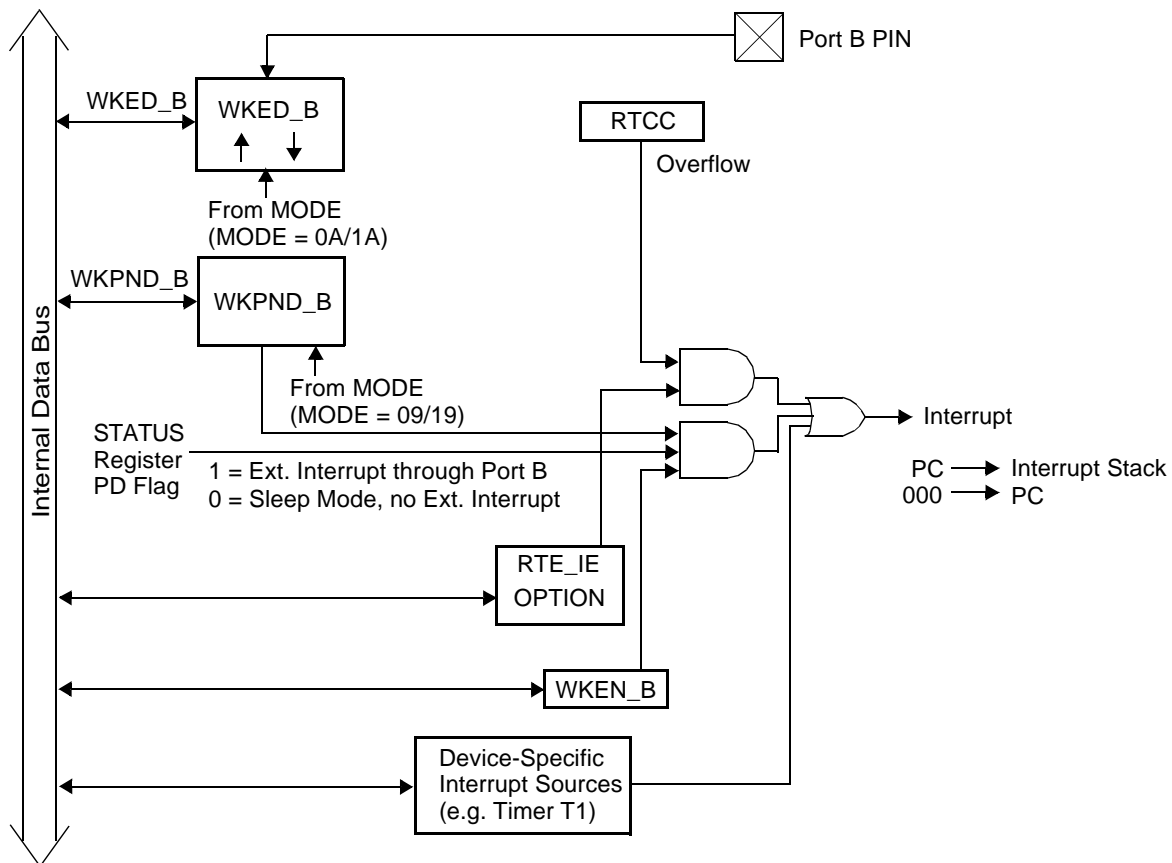 Port B PIN
WKED_B
WKED_B
RTCC
Overflow
From MODE
(MODE = 0A/1A)
WKPND_B
WKPND_B
Internal Data Bus
From MODE
(MODE = 09/19)
Interrupt
STATUS
Register
PD Flag
1 = Ext. Interrupt through Port B
0 = Sleep Mode, no Ext. Interrupt
PC
Interrupt Stack
000
PC
RTE_IE
OPTION
WKEN_B
Device-Specific
Interrupt Sources
(e.g. Timer T1)